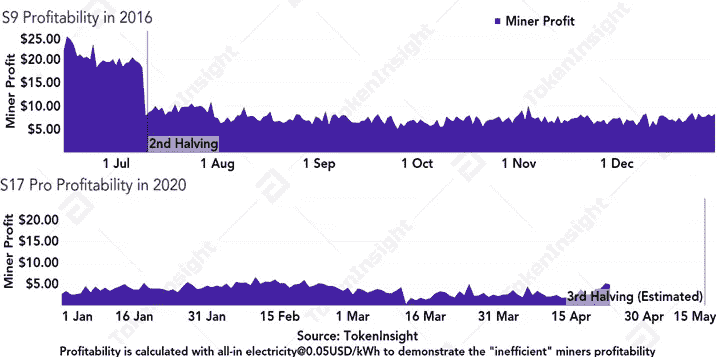 S9 Profitability in 2016
Miner Profit
Miner Profit
$25.00
$20.00
$15.00
$10.00
$5.00
2nd Halving
1 Jul 1 Aug 1 Sep 1 Oct 1 Nov 1 Dec
S17 Pro Profitability in 2020
Miner Profit
$20.00
$15.00
$10.00
$5.00
3rd Halving (Estimated)
1 Jan 16 Jan 31 Jan 15 Feb 1 Mar 16 Mar 31 Mar 15 Apr 30 Apr 15 May
Source: TokenInsight
Profitability is calculated with all-in electricity@0.05USD/kWh to demonstrate the "inefficient" miners profitability
TokenInsight